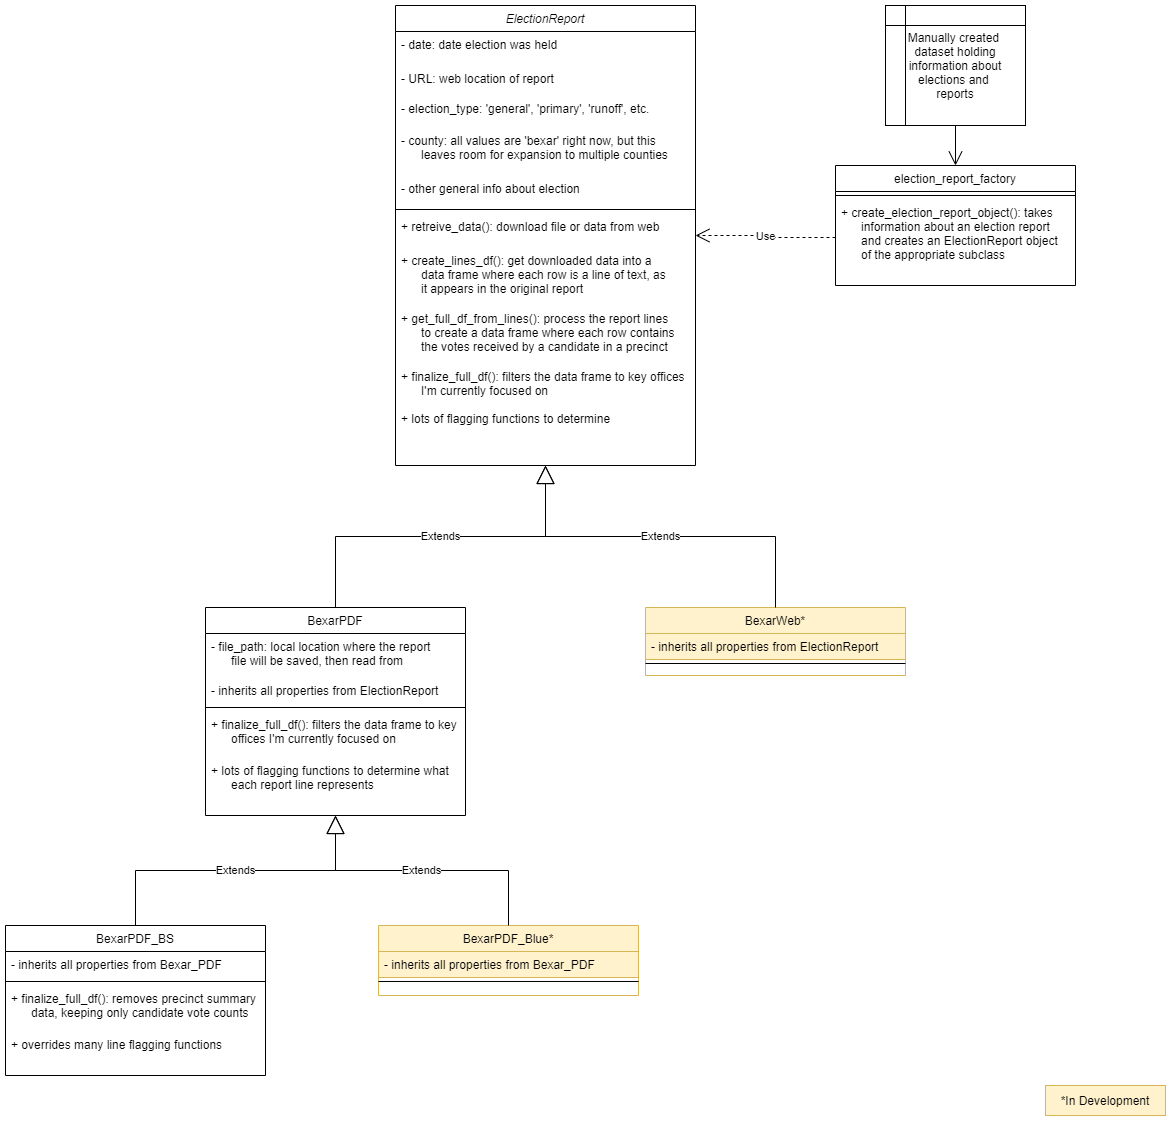 ElectionReport
- date: date election was held
- URL: web location of report
- election_type: 'general', 'primary', 'runoff', etc.
- county: all values are 'bexar' right now, but this
leaves room for expansion to multiple counties
- other general info about election
+ retreive_data(): download file or data from web
+ create_lines_df(): get downloaded data into a
data frame where each row is a line of text, as
it appears in the original report
+ get_full_df_from_lines(): process the report lines
to create a data frame where each row contains
the votes received by a candidate in a precinct
+ finalize_full_df(): filters the data frame to key offices
I'm currently focused on
+ lots of flagging functions to determine
Manually created
dataset holding
information about
elections and
reports
election_report_factory
+ create_election_report_object(): takes
information about an election report
and creates an ElectionReport object
of the appropriate subclass
Use
Extends
Extends
BexarPDF
- file_path: local location where the report
file will be saved, then read from
- inherits all properties from ElectionReport
+ finalize_full_df(): filters the data frame to key
offices I'm currently focused on
+ lots of flagging functions to determine what
each report line represents
BexarWeb*
- inherits all properties from ElectionReport
Extends
Extends
BexarPDF_BS
- inherits all properties from Bexar_PDF
+ finalize_full_df(): removes precinct summary
data, keeping only candidate vote counts
+ overrides many line flagging functions
BexarPDF_Blue*
- inherits all properties from Bexar_PDF
*In Development